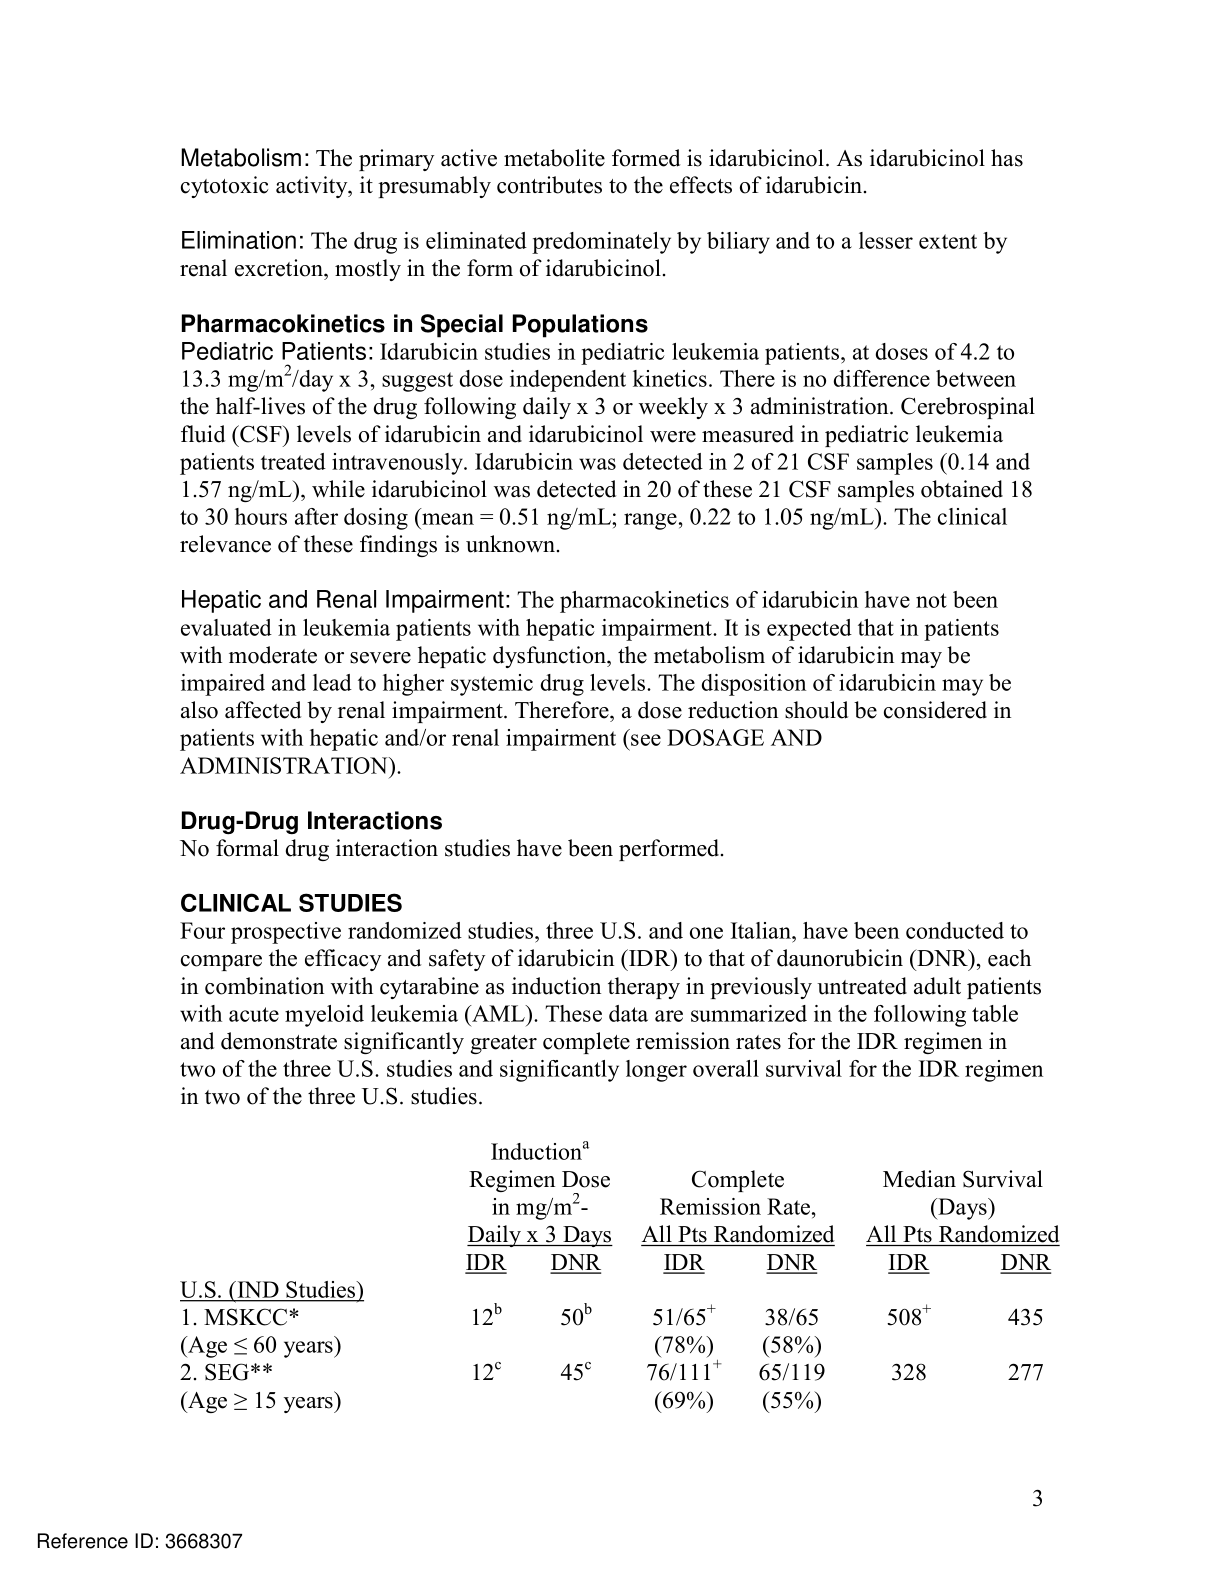 Metabolism: The primary active metabolite formed is idarubicinol. As idarubicinol has
cytotoxic activity, it presumably contributes to the effects of idarubicin.
Elimination: The drug is eliminated predominately by biliary and to a lesser extent by
renal excretion, mostly in the form of idarubicinol.
Pharmacokinetics in Special Populations
Pediatric Patients: Idarubicin studies in pediatric leukemia patients, at doses of 4.2 to
13.3 mg/m²/day x 3, suggest dose independent kinetics. There is no difference between
the half-lives of the drug following daily x 3 or weekly x 3 administration. Cerebrospinal
fluid (CSF) levels of idarubicin and idarubicinol were measured in pediatric leukemia
patients treated intravenously. Idarubicin was detected in 2 of 21 CSF samples (0.14 and
1.57 ng/mL), while idarubicinol was detected in 20 of these 21 CSF samples obtained 18
to 30 hours after dosing (mean = 0.51 ng/mL; range, 0.22 to 1.05 ng/mL). The clinical
relevance of these findings is unknown.
Hepatic and Renal Impairment: The pharmacokinetics of idarubicin have not been
evaluated in leukemia patients with hepatic impairment. It is expected that in patients
with moderate or severe hepatic dysfunction, the metabolism of idarubicin may be
impaired and lead to higher systemic drug levels. The disposition of idarubicin may be
also affected by renal impairment. Therefore, a dose reduction should be considered in
patients with hepatic and/or renal impairment (see DOSAGE AND
ADMINISTRATION).
Drug-Drug Interactions
No formal drug interaction studies have been performed.
CLINICAL STUDIES
Four prospective randomized studies, three U.S. and one Italian, have been conducted to
compare the efficacy and safety of idarubicin (IDR) to that of daunorubicin (DNR), each
in combination with cytarabine as induction therapy in previously untreated adult patients
with acute myeloid leukemia (AML). These data are summarized in the following table
and demonstrate significantly greater complete remission rates for the IDR regimen in
two of the three U.S. studies and significantly longer overall survival for the IDR regimen
in two of the three U.S. studies.
Inductionᵃ
Regimen Dose Complete Median Survival
in mg/m²- Remission Rate, (Days)
Daily x 3 Days All Pts Randomized All Pts Randomized
IDR DNR IDR DNR IDR DNR
U.S. (IND Studies)
1. MSKCC* 12ᵇ 50ᵇ 51/65⁺ 38/65 508⁺ 435
(Age ≤ 60 years) (78%) (58%)
2. SEG** 12ᶜ 45ᶜ 76/111⁺ 65/119 328 277
(Age ≥ 15 years) (69%) (55%)
3
Reference ID: 3668307